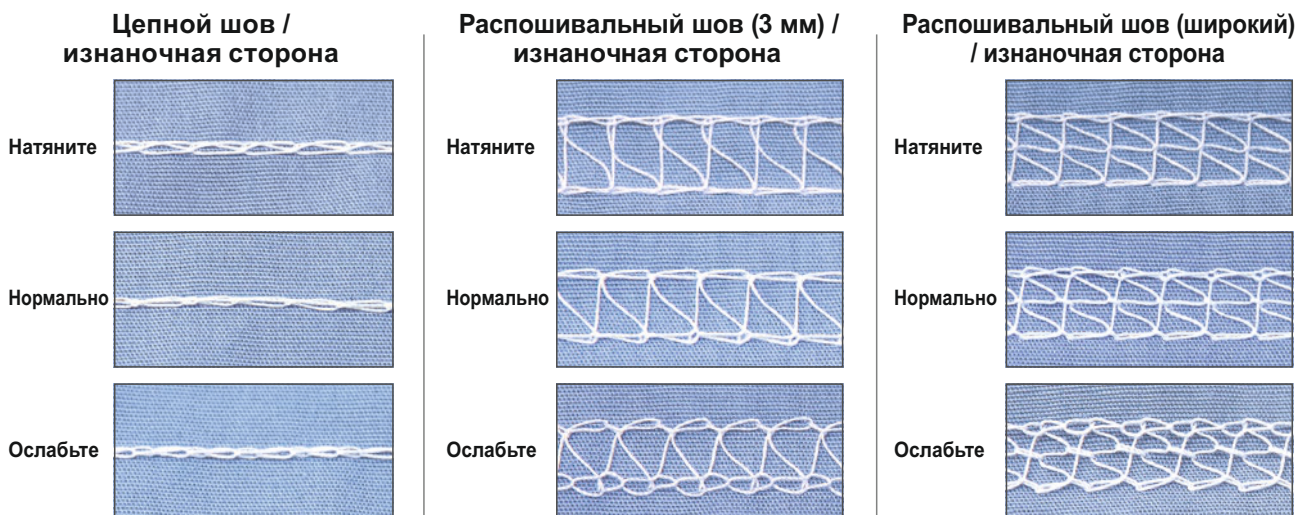 Цепной шов /
изнаночная сторона
Натяните
Нормально
Ослабьте
Распошивальный шов (3 мм) /
изнаночная сторона
Натяните
Нормально
Ослабьте
Распошивальный шов (широкий)
/ изнаночная сторона
Натяните
Нормально
Ослабьте